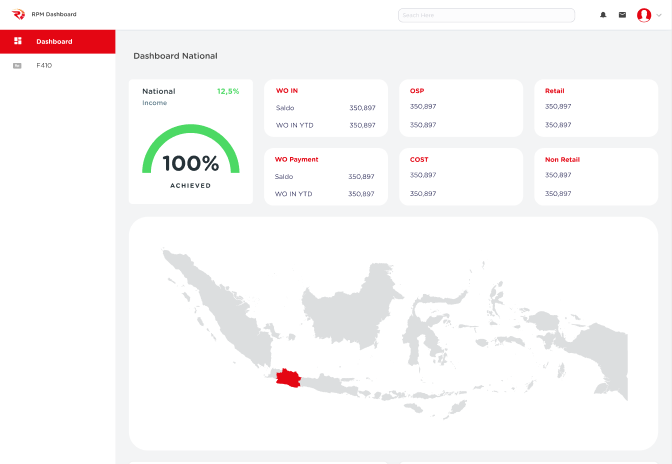 RPM Dashboard
Search Here
Dashboard
F410
Dashboard National
National 12,5%
Income
100%
ACHIEVED
WO IN
Saldo 350,897
WO IN YTD 350,897
OSP
350,897
350,897
Retail
350,897
350,897
WO Payment
Saldo 350,897
WO IN YTD 350,897
COST
350,897
350,897
Non Retail
350,897
350,897